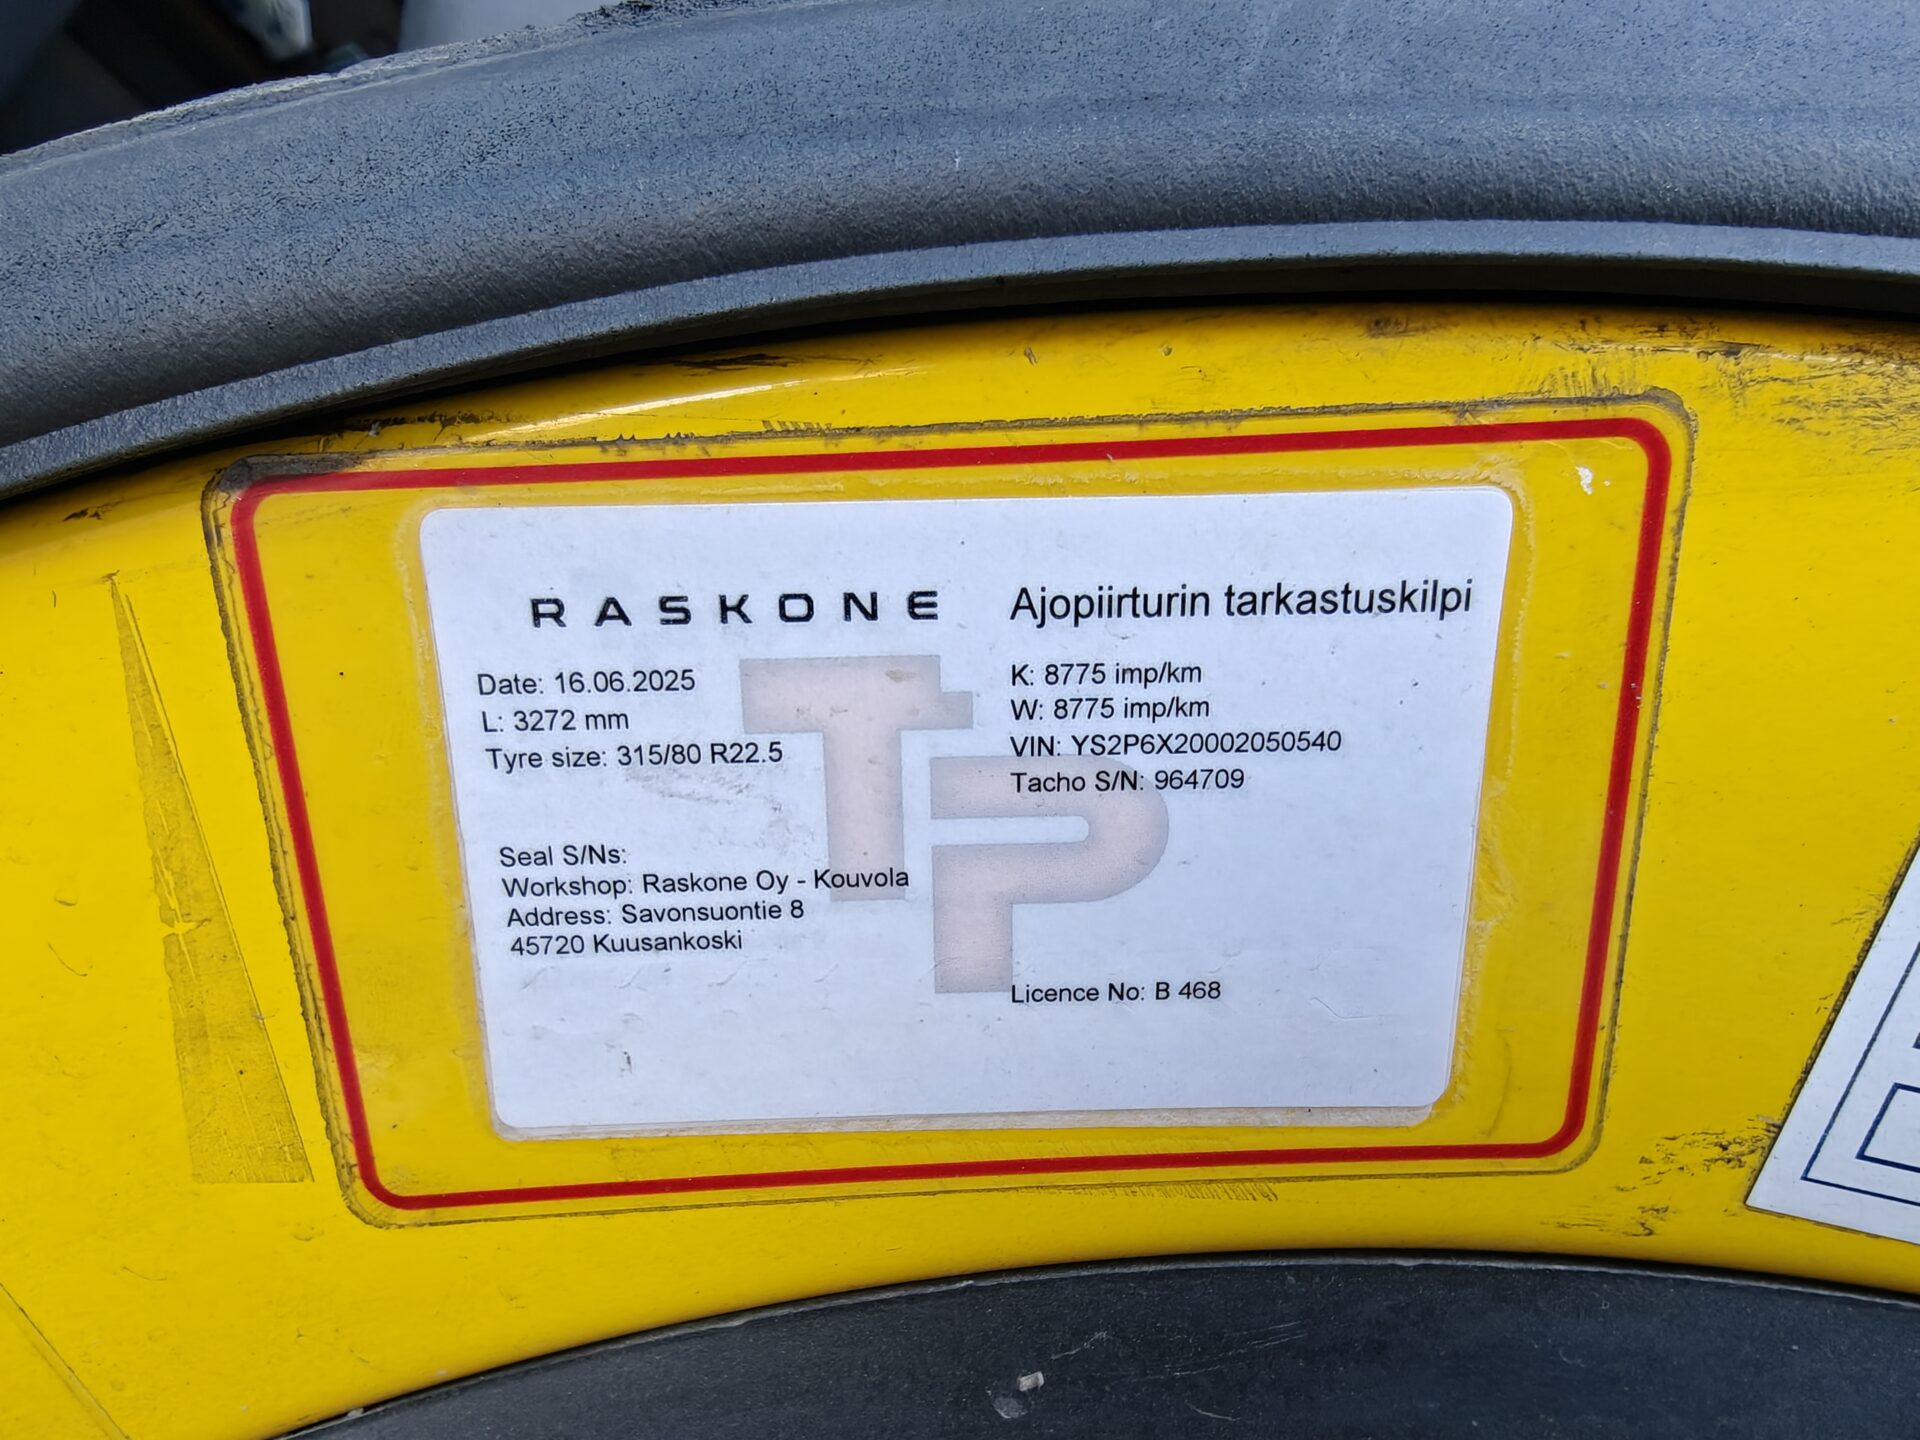 RASKONE
Ajopiirturin tarkastuskilpi
Date: 16.06.2025
L: 3272 mm
Tyre size: 315/80 R22.5
K: 8775 imp/km
W: 8775 imp/km
VIN: YS2P6X20002050540
Tacho S/N: 964709
TP
Seal S/Ns:
Workshop: Raskone Oy - Kouvola
Address: Savonsuontie 8
45720 Kuusankoski
Licence No: B 468